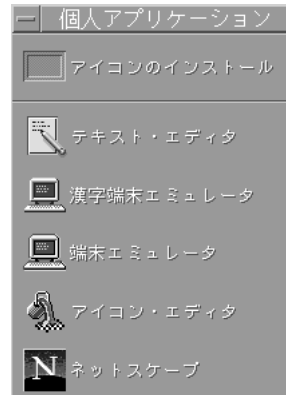 個人アプリケーション
アイコンのインストール
テキスト・エディタ
漢字端末エミュレータ
端末エミュレータ
アイコン・エディタ
N
ネットスケープ